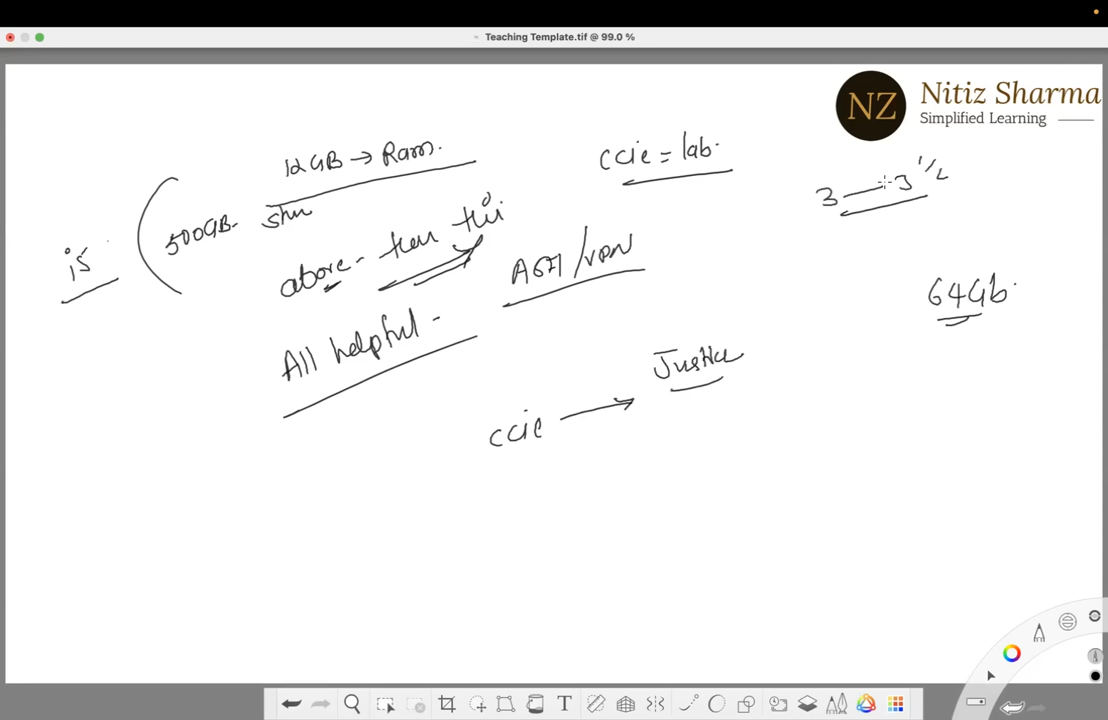 Teaching Template.tif @ 99.0 %
NZ
Nitiz Sharma
Simplified Learning
12GB → Ram.
ccie = lab.
3 — 3 1/2
i5
500GB.
above - then this
ASA/VPN
64Gb.
All helpful -
Justice
ccie →